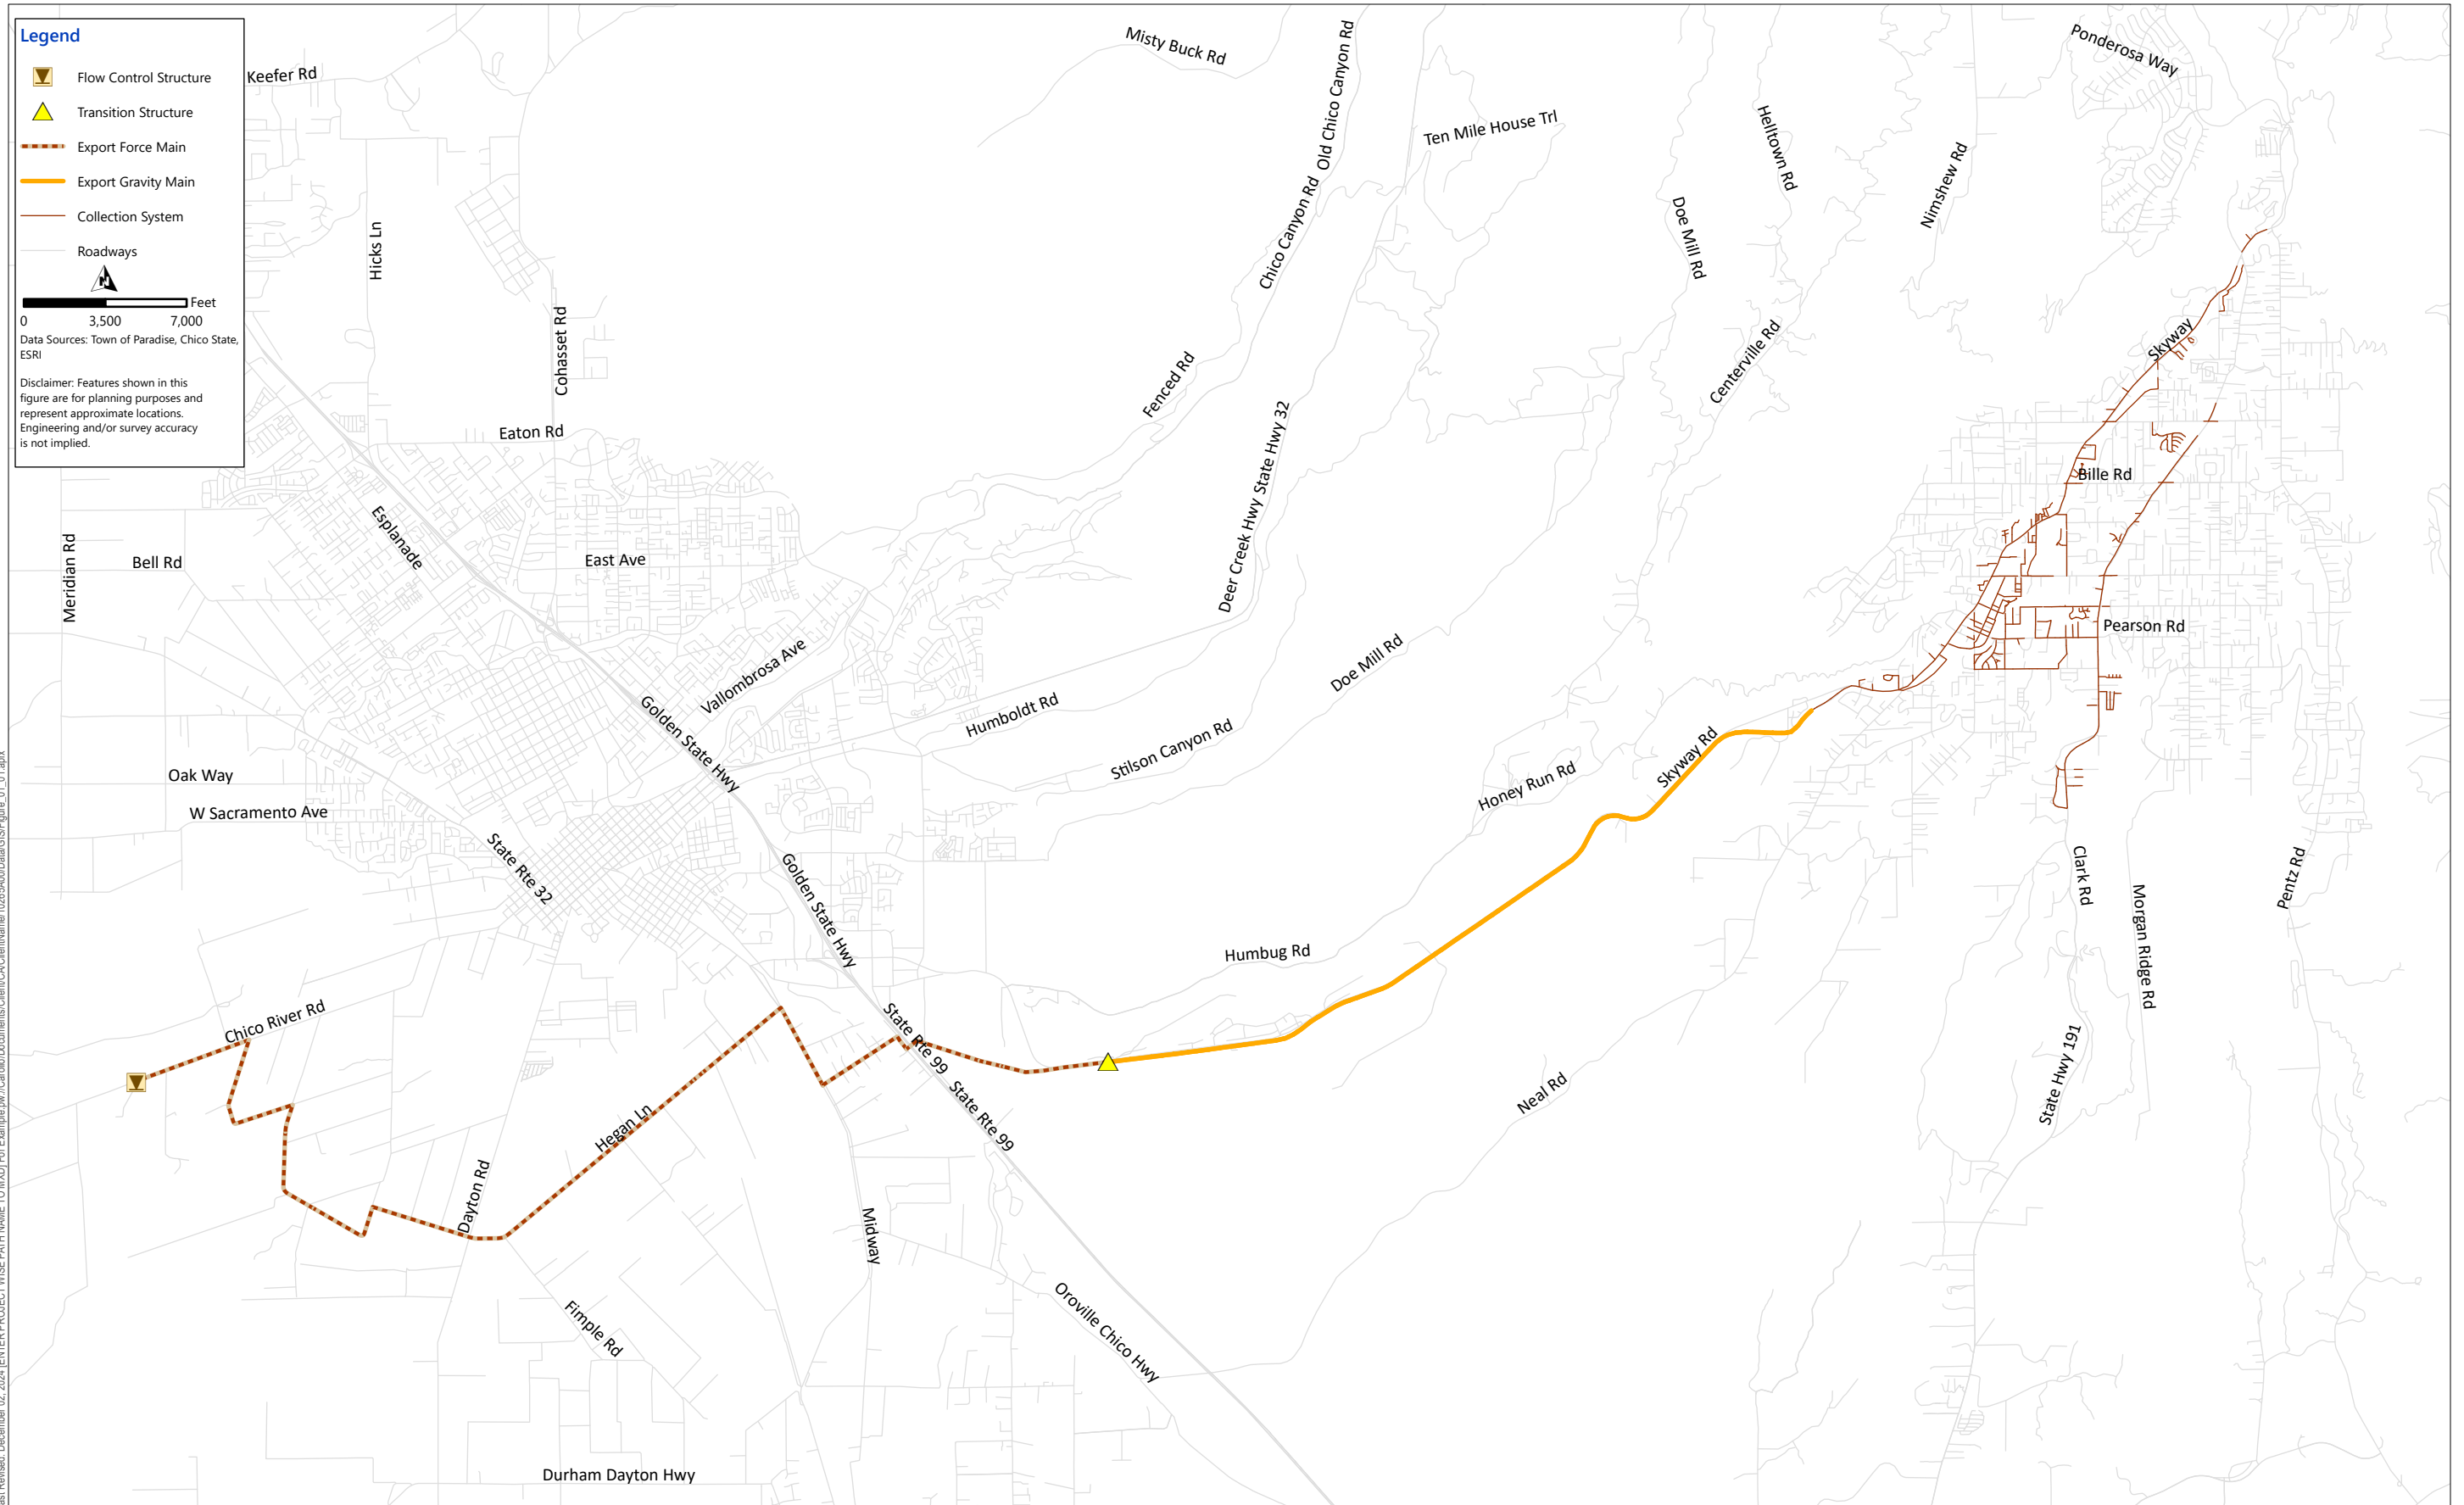 Legend
Flow Control Structure
Transition Structure
Export Force Main
Export Gravity Main
Collection System
Roadways
N
Feet
0 3,500 7,000
Data Sources: Town of Paradise, Chico State,
ESRI
Disclaimer: Features shown in this
figure are for planning purposes and
represent approximate locations.
Engineering and/or survey accuracy
is not implied.
Keefer Rd
Misty Buck Rd
Old Chico Canyon Rd
Ponderosa Way
Ten Mile House Trl
Helltown Rd
Nimshew Rd
Hicks Ln
Chico Canyon Rd
Doe Mill Rd
Cohasset Rd
Fenced Rd
Centerville Rd
Skyway
Eaton Rd
Deer Creek Hwy State Hwy 32
Bille Rd
Esplanade
Meridian Rd
Bell Rd
East Ave
Pearson Rd
Vallombrosa Ave
Doe Mill Rd
Golden State Hwy
Humboldt Rd
Stilson Canyon Rd
Skyway Rd
Honey Run Rd
Oak Way
W Sacramento Ave
State Rte 32
Golden State Hwy
Clark Rd
Morgan Ridge Rd
Pentz Rd
Humbug Rd
Chico River Rd
State Rte 99
State Rte 99
Neal Rd
State Hwy 191
Hegan Ln
Dayton Rd
Midway
Oroville Chico Hwy
Fimple Rd
Durham Dayton Hwy